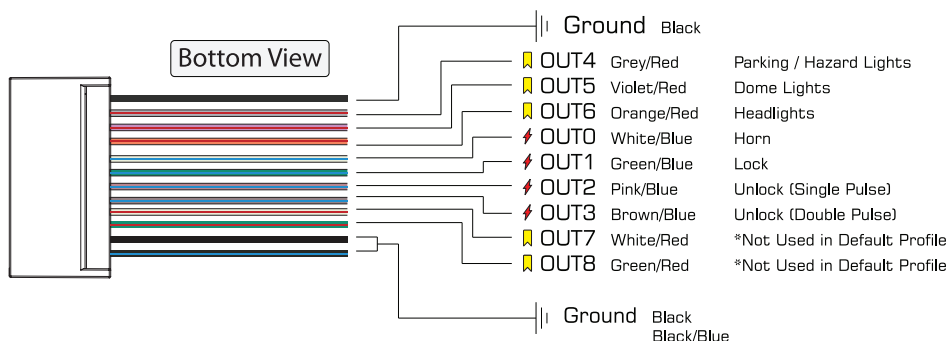 Ground Black
Bottom View
OUT4 Grey/Red Parking / Hazard Lights
OUT5 Violet/Red Dome Lights
OUT6 Orange/Red Headlights
OUT0 White/Blue Horn
OUT1 Green/Blue Lock
OUT2 Pink/Blue Unlock (Single Pulse)
OUT3 Brown/Blue Unlock (Double Pulse)
OUT7 White/Red *Not Used in Default Profile
OUT8 Green/Red *Not Used in Default Profile
Ground Black
Black/Blue